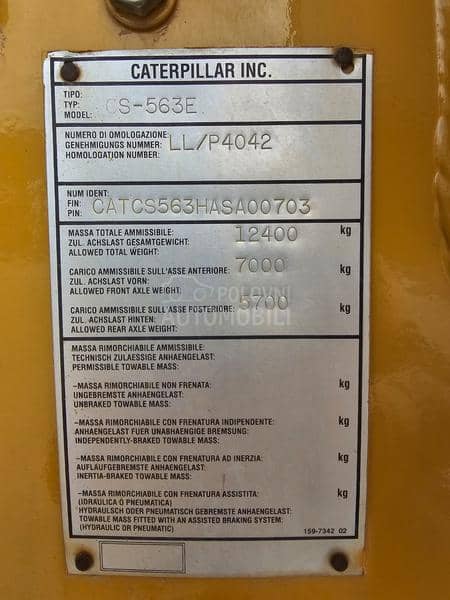 CATERPILLAR INC.
TIPO:
TYP: CS-563E
MODEL:
NUMERO DI OMOLOGAZIONE:
GENEHMIGUNGS NUMMER: LL/P4042
HOMOLOGATION NUMBER:
NUM IDENT:
FIN: CATCS563HASA00703
PIN:
MASSA TOTALE AMMISSIBILE: 12400 kg
ZUL. ACHSLAST GESAMTGEWICHT:
ALLOWED TOTAL WEIGHT:
CARICO AMMISSIBILE SULL'ASSE ANTERIORE: 7000 kg
ZUL. ACHSLAST VORN:
ALLOWED FRONT AXLE WEIGHT:
POLOVNI
AUTOMOBILI
CARICO AMMISSIBILE SULL'ASSE POSTERIORE: 5700 kg
ZUL. ACHSLAST HINTEN:
ALLOWED REAR AXLE WEIGHT:
MASSA RIMORCHIABILE AMMISSIBILE:
TECHNISCH ZULAESSIGE ANHAENGELAST:
PERMISSIBLE TOWABLE MASS:
-MASSA RIMORCHIABILE NON FRENATA: kg
UNGEBREMSTE ANHAENGELAST:
UNBRAKED TOWABLE MASS:
-MASSA RIMORCHIABILE CON FRENATURA INDIPENDENTE: kg
ANHAENGELAST FUER UNABHAENGIGE BREMSUNG:
INDEPENDENTLY-BRAKED TOWABLE MASS:
-MASSA RIMORCHIABILE CON FRENATURA AD INERZIA: kg
AUFLAUFGEBREMSTE ANHAENGELAST:
INERTIA-BRAKED TOWABLE MASS:
-MASSA RIMORCHIABILE CON FRENATURA ASSISTITA: kg
(IDRAULICA O PNEUMATICA)
HYDRAULISCH ODER PNEUMATISCH GEBREMSTE ANHAENGELAST:
TOWABLE MASS FITTED WITH AN ASSISTED BRAKING SYSTEM:
(HYDRAULIC OR PNEUMATIC)
159-7342 02